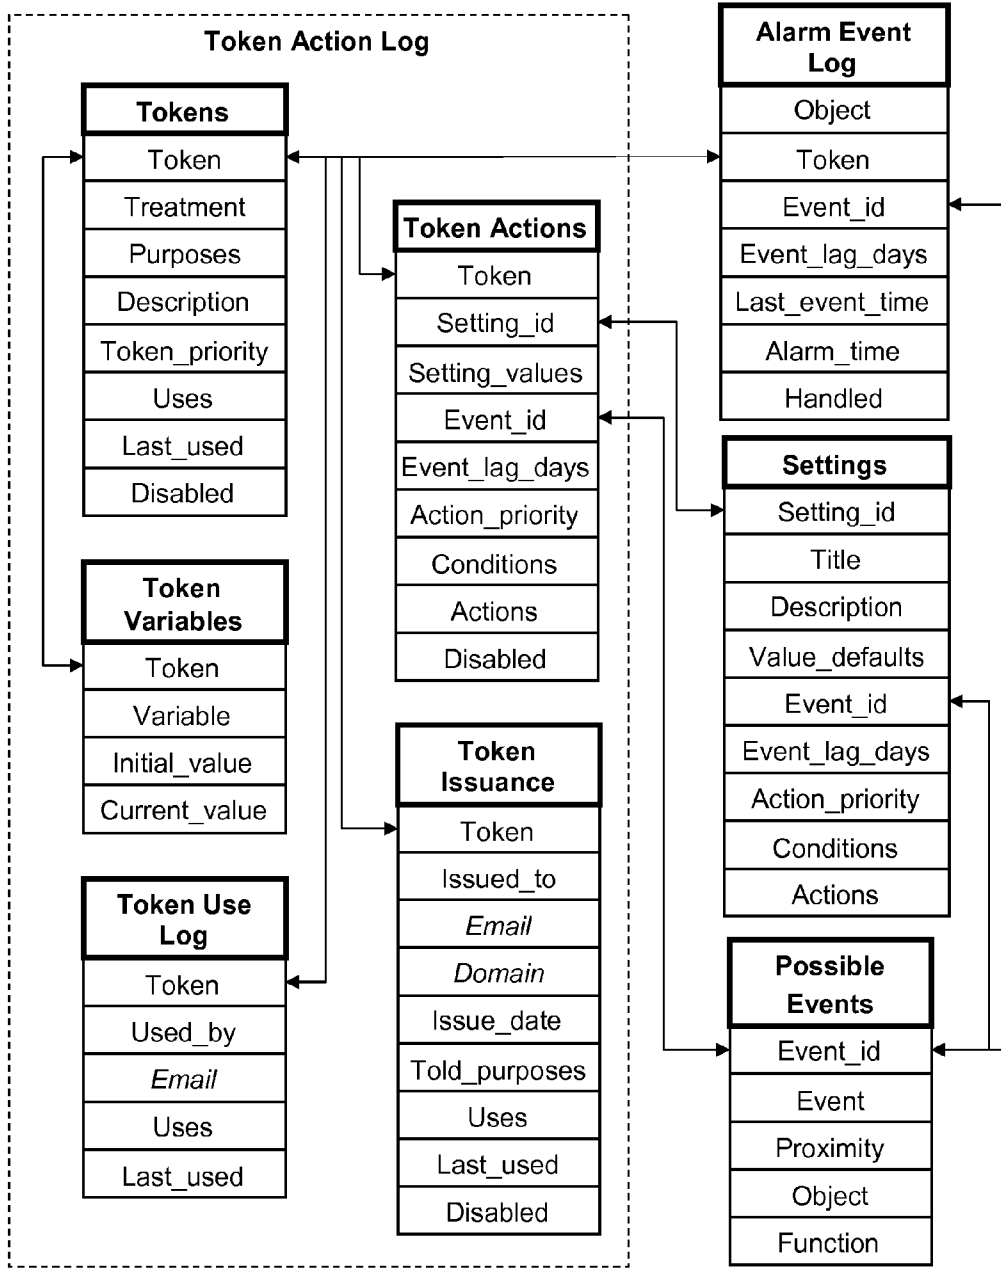 Token Action Log
Tokens
Token
Treatment
Purposes
Description
Token_priority
Uses
Last_used
Disabled
Token
Variables
Token
Variable
Initial_value
Current_value
Token Use
Log
Token
Used_by
Email
Uses
Last_used
Token Actions
Token
Setting_id
Setting_values
Event_id
Event_lag_days
Action_priority
Conditions
Actions
Disabled
Token
Issuance
Token
Issued_to
Email
Domain
Issue_date
Told_purposes
Uses
Last_used
Disabled
Alarm Event
Log
Object
Token
Event_id
Event_lag_days
Last_event_time
Alarm_time
Handled
Settings
Setting_id
Title
Description
Value_defaults
Event_id
Event_lag_days
Action_priority
Conditions
Actions
Possible
Events
Event_id
Event
Proximity
Object
Function